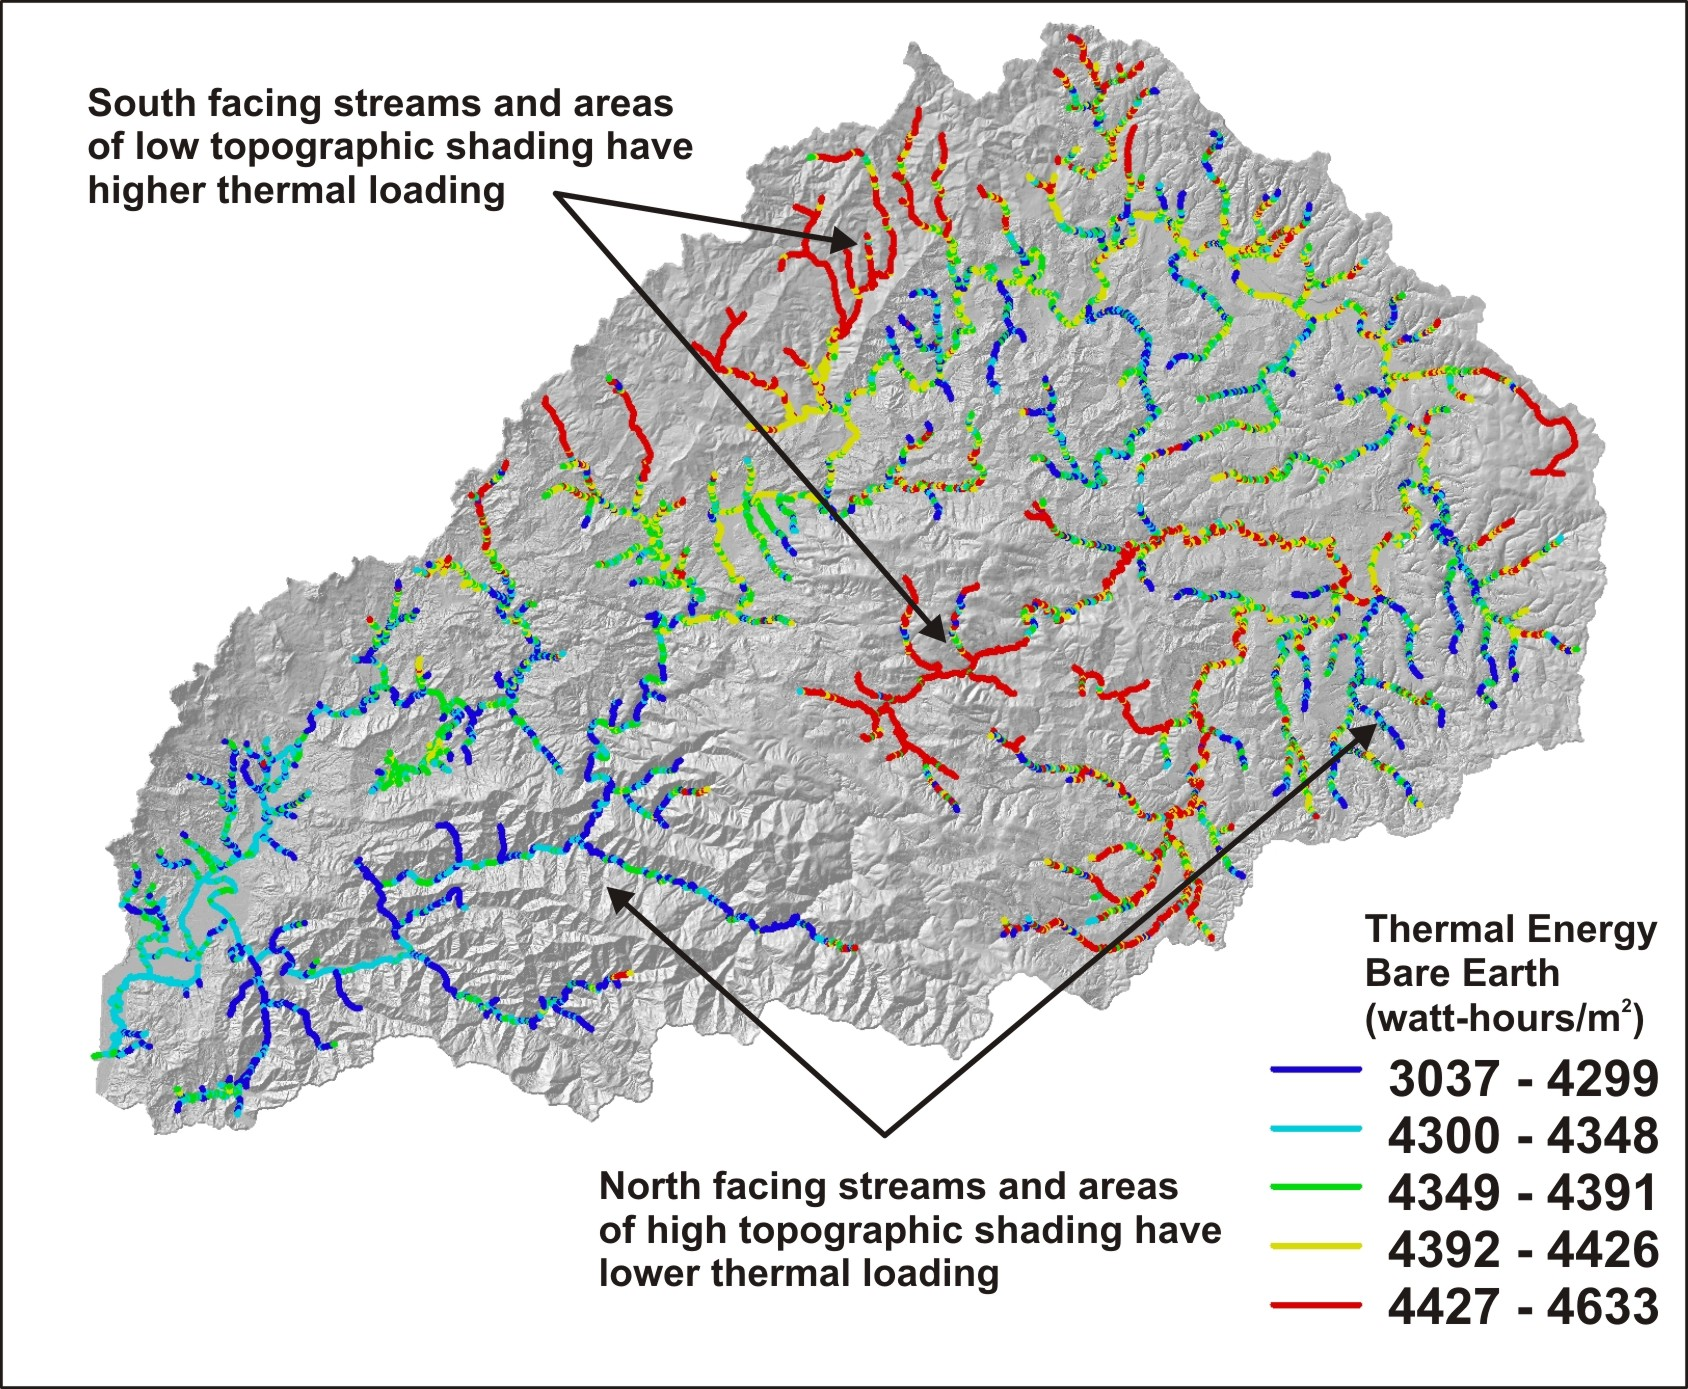 South facing streams and areas
of low topographic shading have
higher thermal loading
North facing streams and areas
of high topographic shading have
lower thermal loading
Thermal Energy
Bare Earth
(watt-hours/m²)
3037 - 4299
4300 - 4348
4349 - 4391
4392 - 4426
4427 - 4633